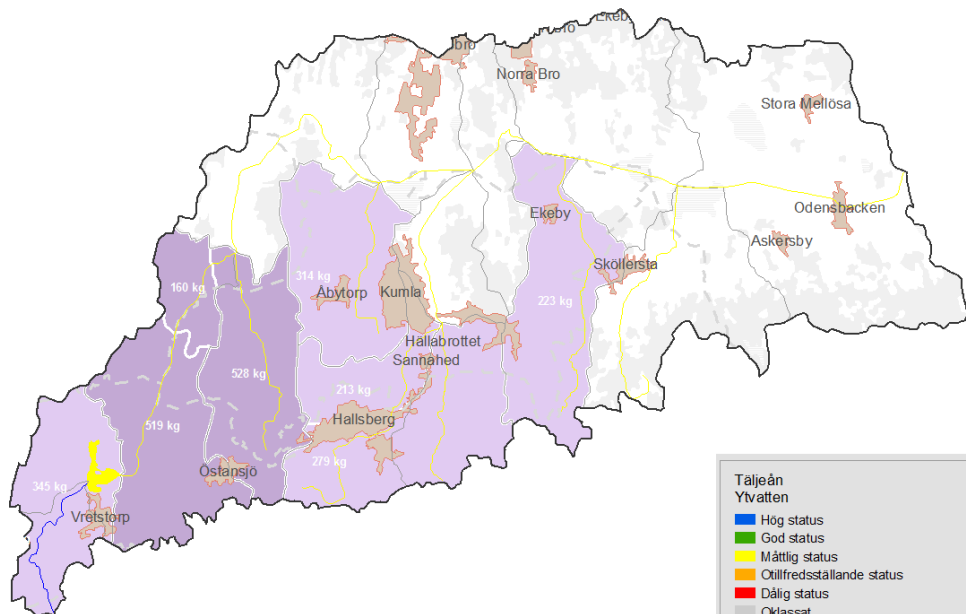 Norra Bro
Stora Mellösa
Odensbacken
Askersby
Ekeby
Sköllersta
314 kg
160 kg
Åbytorp
Kumla
223 kg
Hällabrottet
Sannahed
528 kg
213 kg
519 kg
Hallsberg
279 kg
Östansjö
345 kg
Vretstorp
Täljeån
Ytvatten
Hög status
God status
Måttlig status
Otillfredsställande status
Dålig status
Oklassat